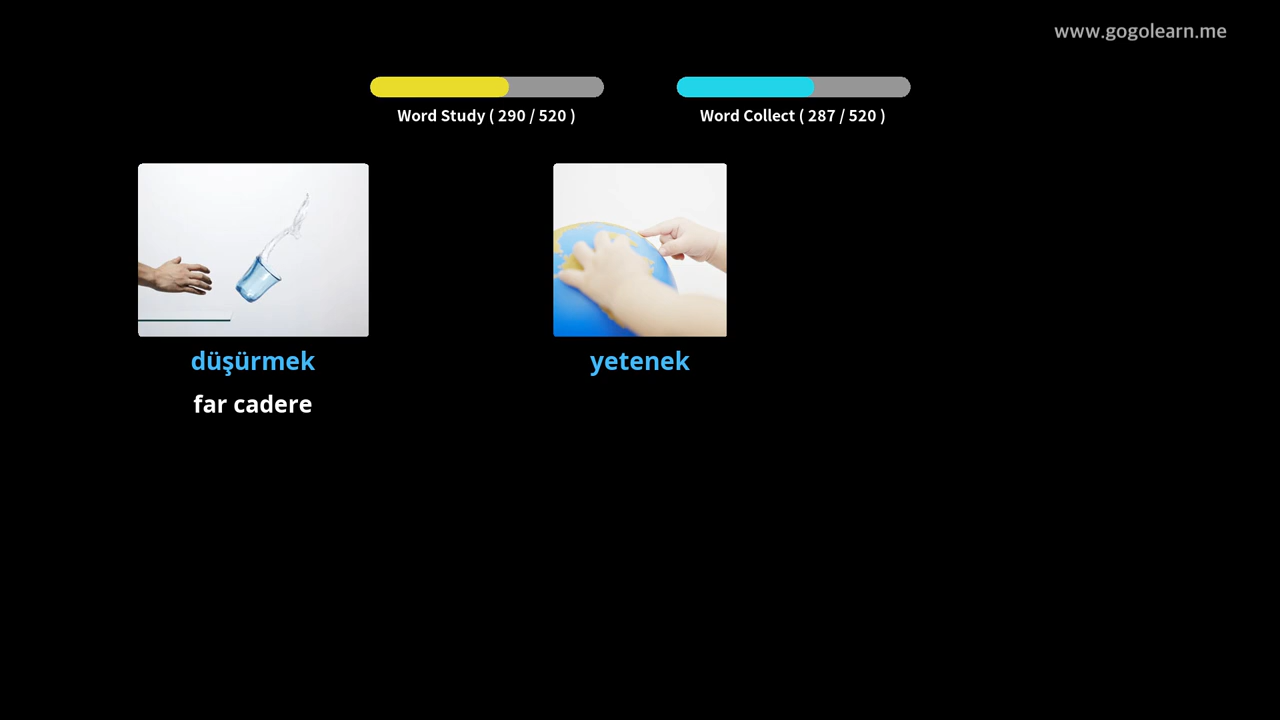 www.gogolearn.me
Word Study ( 290 / 520 )
Word Collect ( 287 / 520 )
düşürmek
far cadere
yetenek